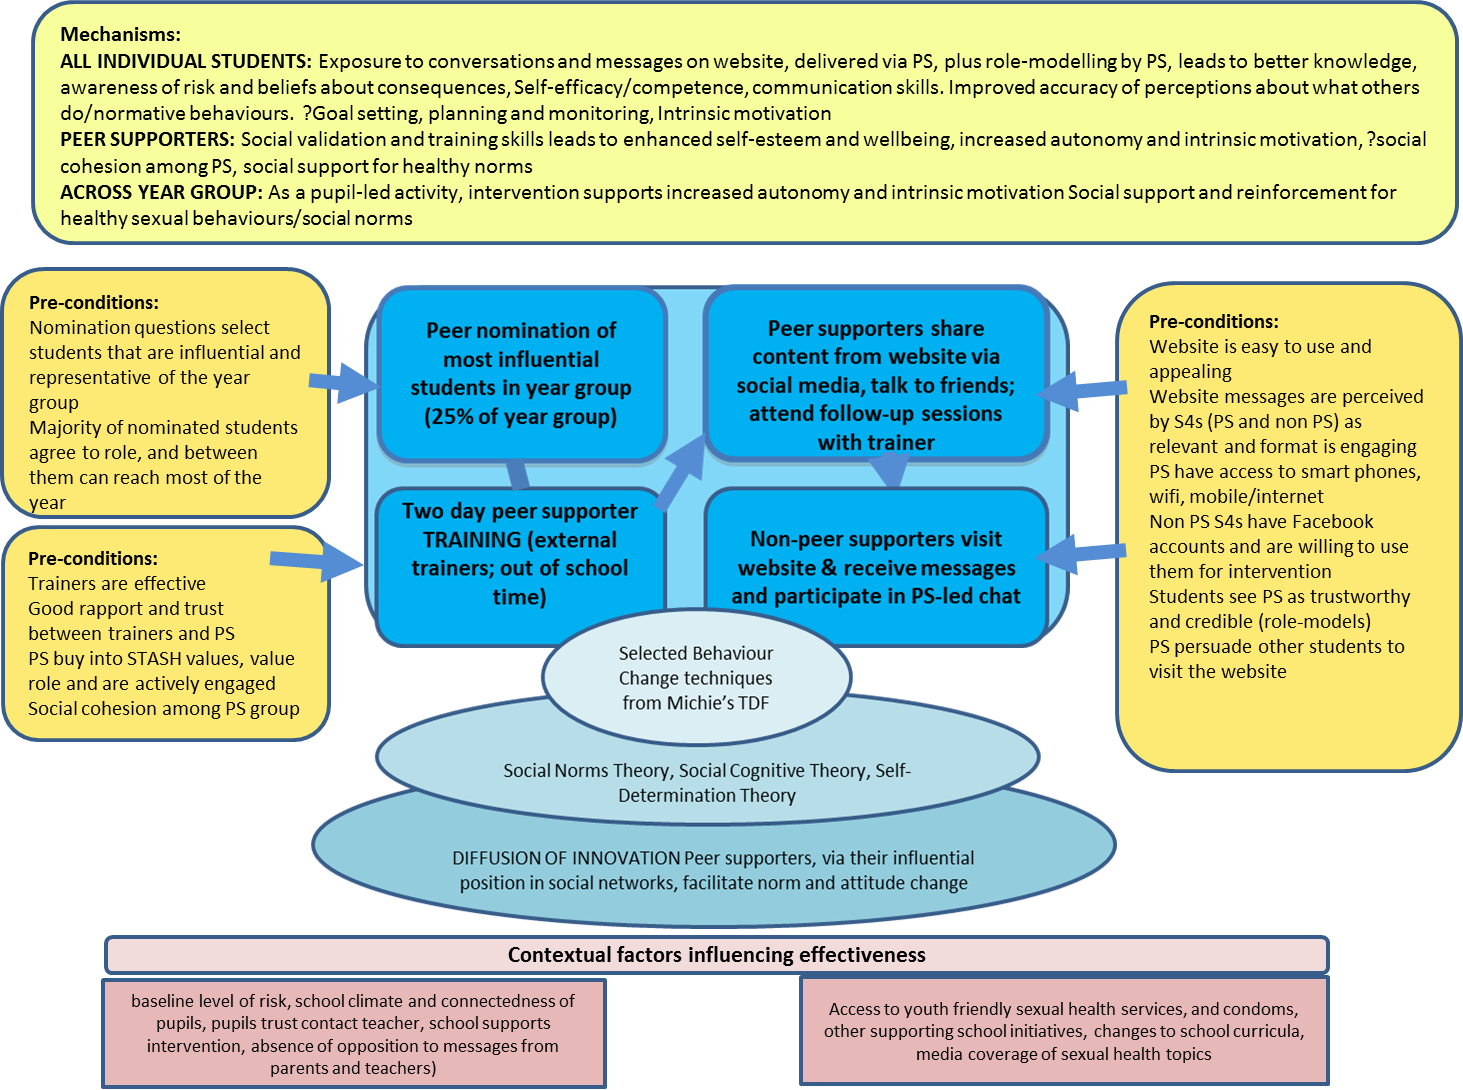 Mechanisms:
ALL INDIVIDUAL STUDENTS: Exposure to conversations and messages on website, delivered via PS, plus role-modelling by PS, leads to better knowledge,
awareness of risk and beliefs about consequences, Self-efficacy/competence, communication skills. Improved accuracy of perceptions about what others
do/normative behaviours.  ?Goal setting, planning and monitoring, Intrinsic motivation
PEER SUPPORTERS: Social validation and training skills leads to enhanced self-esteem and wellbeing, increased autonomy and intrinsic motivation, ?social
cohesion among PS, social support for healthy norms
ACROSS YEAR GROUP: As a pupil-led activity, intervention supports increased autonomy and intrinsic motivation Social support and reinforcement for
healthy sexual behaviours/social norms
Pre-conditions:
Nomination questions select
students that are influential and
representative of the year
group
Majority of nominated students
agree to role, and between
them can reach most of the
year
Pre-conditions:
Trainers are effective
Good rapport and trust
between trainers and PS
PS buy into STASH values, value
role and are actively engaged
Social cohesion among PS group
Peer nomination of
most influential
students in year group
(25% of year group)
Two day peer supporter
TRAINING (external
trainers; out of school
time)
Peer supporters share
content from website via
social media, talk to friends;
attend follow-up sessions
with trainer
Non-peer supporters visit
website & receive messages
and participate in PS-led chat
Pre-conditions:
Website is easy to use and
appealing
Website messages are perceived
by S4s (PS and non PS) as
relevant and format is engaging
PS have access to smart phones,
wifi, mobile/internet
Non PS S4s have Facebook
accounts and are willing to use
them for intervention
Students see PS as trustworthy
and credible (role-models)
PS persuade other students to
visit the website
Selected Behaviour
Change techniques
from Michie's TDF
Social Norms Theory, Social Cognitive Theory, Self-
Determination Theory
DIFFUSION OF INNOVATION Peer supporters, via their influential
position in social networks, facilitate norm and attitude change
Contextual factors influencing effectiveness
baseline level of risk, school climate and connectedness of
pupils, pupils trust contact teacher, school supports
intervention, absence of opposition to messages from
parents and teachers)
Access to youth friendly sexual health services, and condoms,
other supporting school initiatives, changes to school curricula,
media coverage of sexual health topics